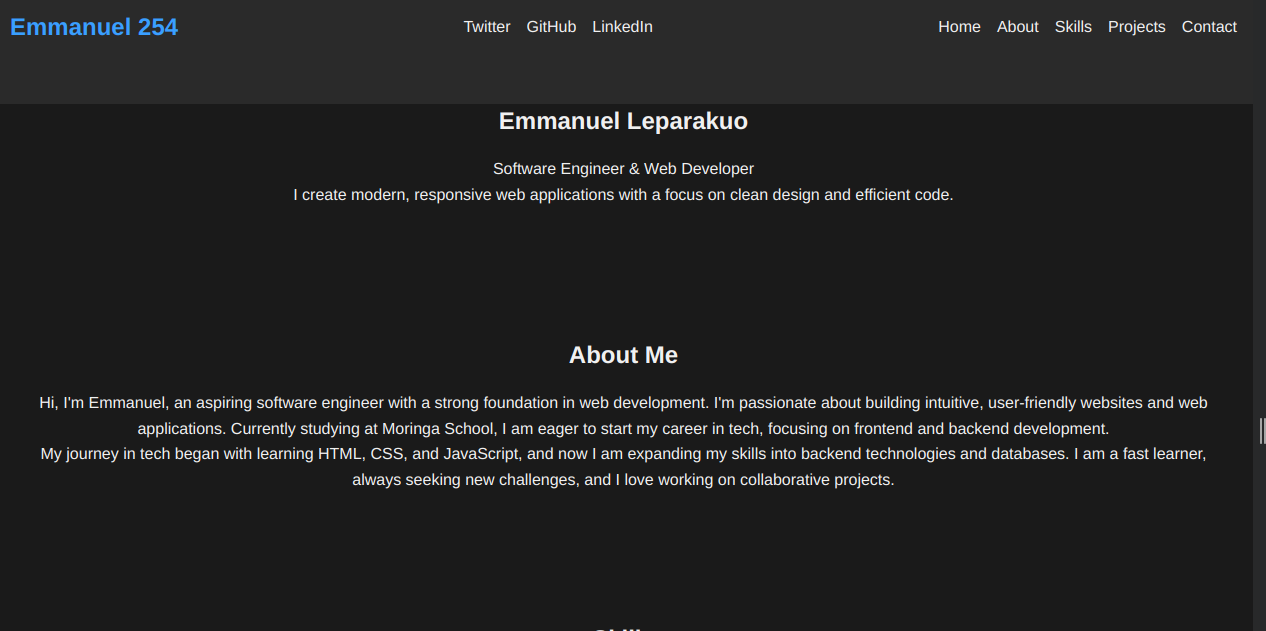 Emmanuel 254
Twitter GitHub LinkedIn
Home About Skills Projects Contact
Emmanuel Leparakuo
Software Engineer & Web Developer
I create modern, responsive web applications with a focus on clean design and efficient code.
About Me
Hi, I'm Emmanuel, an aspiring software engineer with a strong foundation in web development. I'm passionate about building intuitive, user-friendly websites and web
applications. Currently studying at Moringa School, I am eager to start my career in tech, focusing on frontend and backend development.
My journey in tech began with learning HTML, CSS, and JavaScript, and now I am expanding my skills into backend technologies and databases. I am a fast learner,
always seeking new challenges, and I love working on collaborative projects.